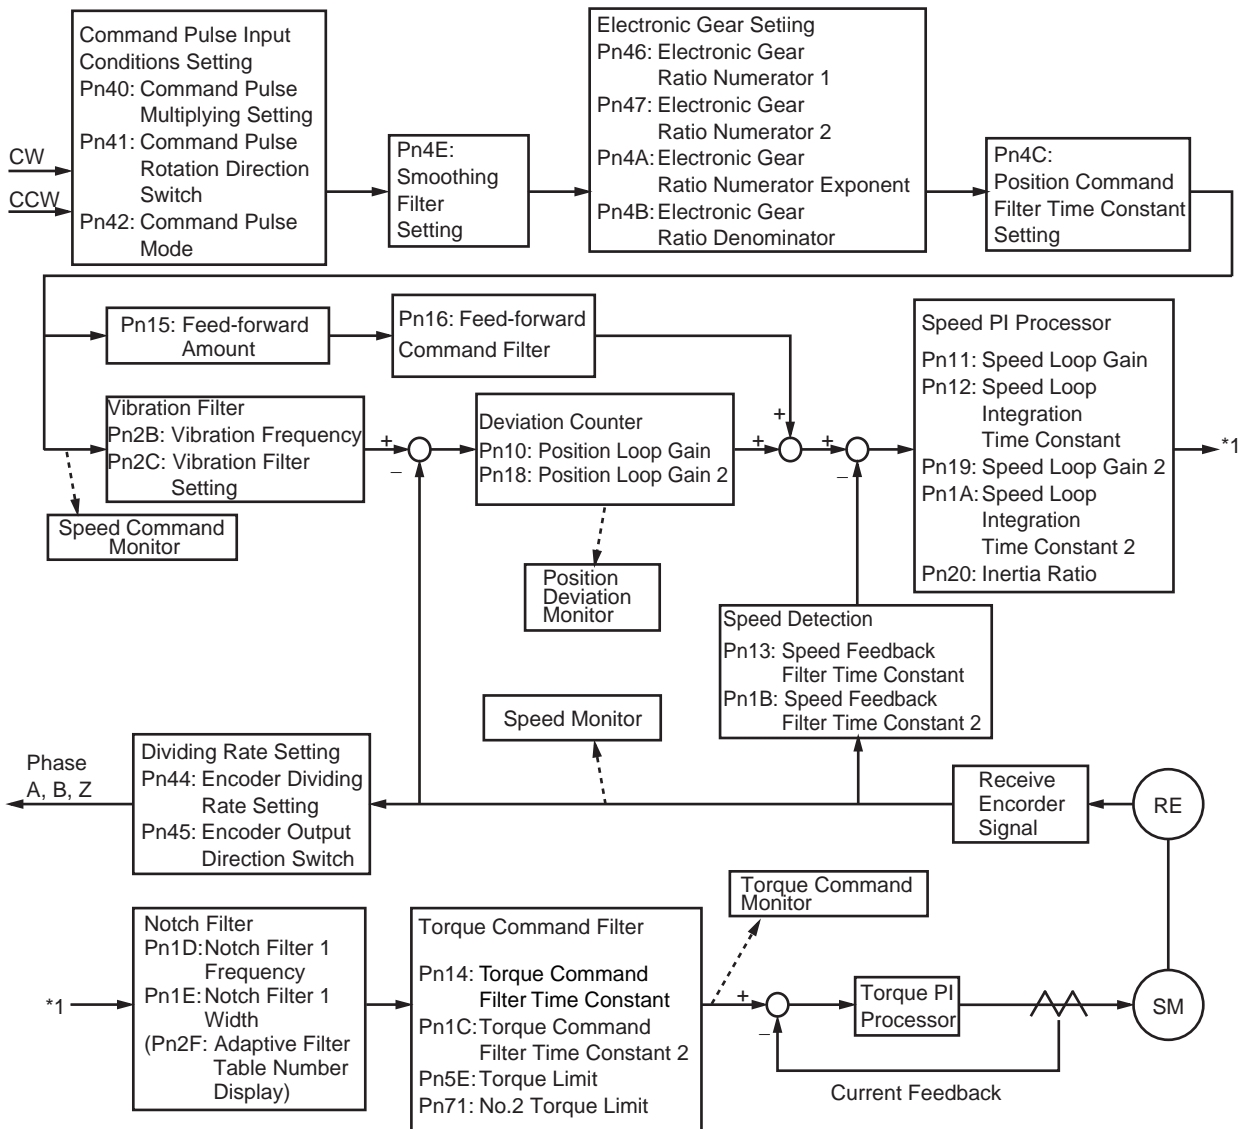 Command Pulse Input
Conditions Setting
Pn40: Command Pulse
Multiplying Setting
Pn41: Command Pulse
Rotation Direction
Switch
Pn42: Command Pulse
Mode
CW
CCW
Pn4E:
Smoothing
Filter
Setting
Electronic Gear Setiing
Pn46: Electronic Gear
Ratio Numerator 1
Pn47: Electronic Gear
Ratio Numerator 2
Pn4A: Electronic Gear
Ratio Numerator Exponent
Pn4B: Electronic Gear
Ratio Denominator
Pn4C:
Position Command
Filter Time Constant
Setting
Pn15: Feed-forward
Amount
Pn16: Feed-forward
Command Filter
Speed PI Processor
Pn11: Speed Loop Gain
Pn12: Speed Loop
Integration
Time Constant
Pn19: Speed Loop Gain 2
Pn1A: Speed Loop
Integration
Time Constant 2
Pn20: Inertia Ratio
*1
Vibration Filter
Pn2B: Vibration Frequency
Pn2C: Vibration Filter
Setting
+
−
Deviation Counter
Pn10: Position Loop Gain
Pn18: Position Loop Gain 2
+
+
+
−
Speed Command
Monitor
Position
Deviation
Monitor
Speed Detection
Pn13: Speed Feedback
Filter Time Constant
Pn1B: Speed Feedback
Filter Time Constant 2
Speed Monitor
Phase
A, B, Z
Dividing Rate Setting
Pn44: Encoder Dividing
Rate Setting
Pn45: Encoder Output
Direction Switch
Receive
Encorder
Signal
RE
Torque Command
Monitor
*1
Notch Filter
Pn1D: Notch Filter 1
Frequency
Pn1E: Notch Filter 1
Width
(Pn2F: Adaptive Filter
Table Number
Display)
Torque Command Filter
Pn14: Torque Command
Filter Time Constant
Pn1C: Torque Command
Filter Time Constant 2
Pn5E: Torque Limit
Pn71: No.2 Torque Limit
+
−
Torque PI
Processor
SM
Current Feedback